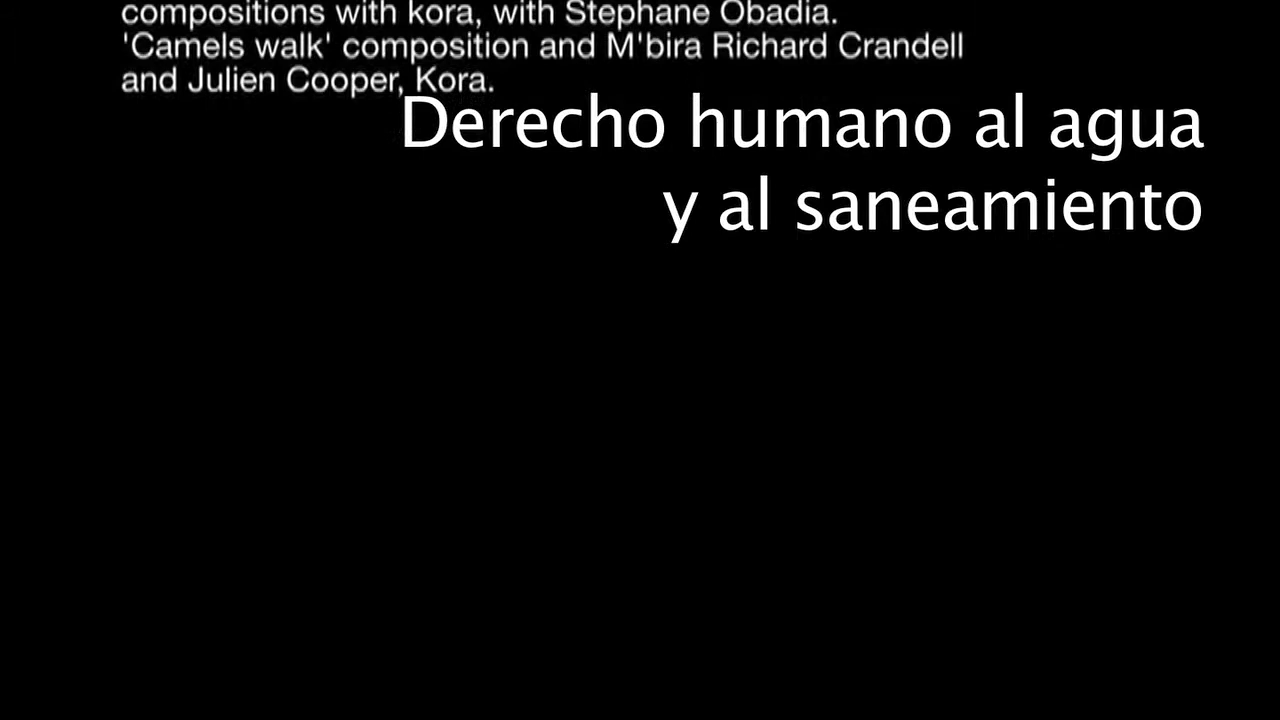 compositions with kora, with Stephane Obadia.
'Camels walk' composition and M'bira Richard Crandell
and Julien Cooper, Kora.
Derecho humano al agua
y al saneamiento